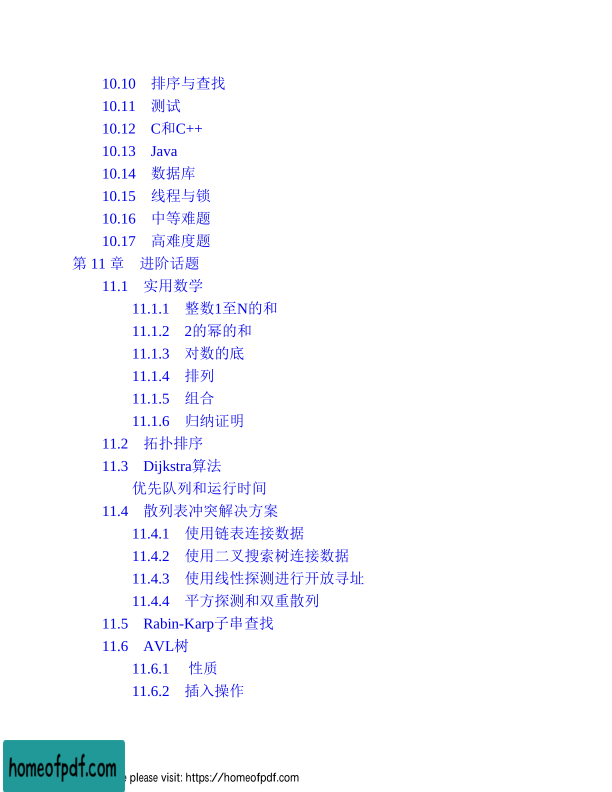 10.10 排序与查找
10.11 测试
10.12 C和C++
10.13 Java
10.14 数据库
10.15 线程与锁
10.16 中等难题
10.17 高难度题
第 11 章 进阶话题
11.1 实用数学
11.1.1 整数1至N的和
11.1.2 2的幂的和
11.1.3 对数的底
11.1.4 排列
11.1.5 组合
11.1.6 归纳证明
11.2 拓扑排序
11.3 Dijkstra算法
优先队列和运行时间
11.4 散列表冲突解决方案
11.4.1 使用链表连接数据
11.4.2 使用二叉搜索树连接数据
11.4.3 使用线性探测进行开放寻址
11.4.4 平方探测和双重散列
11.5 Rabin-Karp子串查找
11.6 AVL树
11.6.1 性质
11.6.2 插入操作
homeofpdf.com
please visit: https://homeofpdf.com